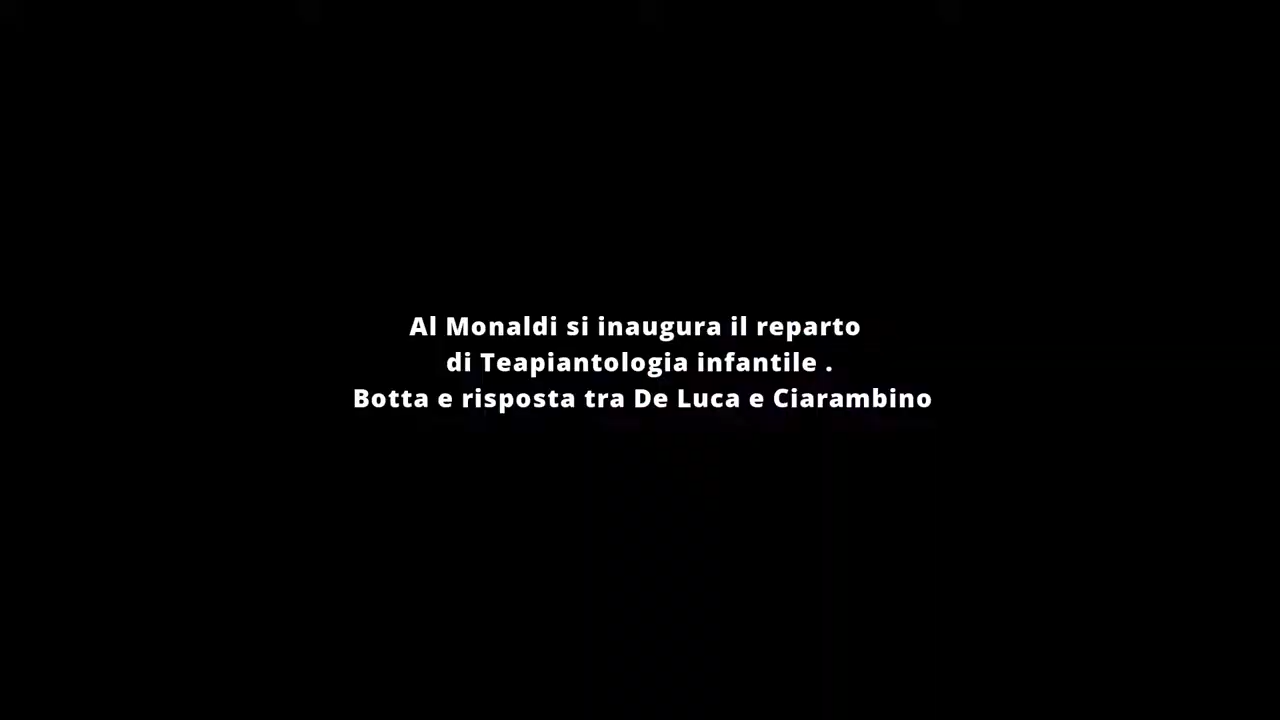 Al Monaldi si inaugura il reparto
di Teapiantologia infantile .
Botta e risposta tra De Luca e Ciarambino